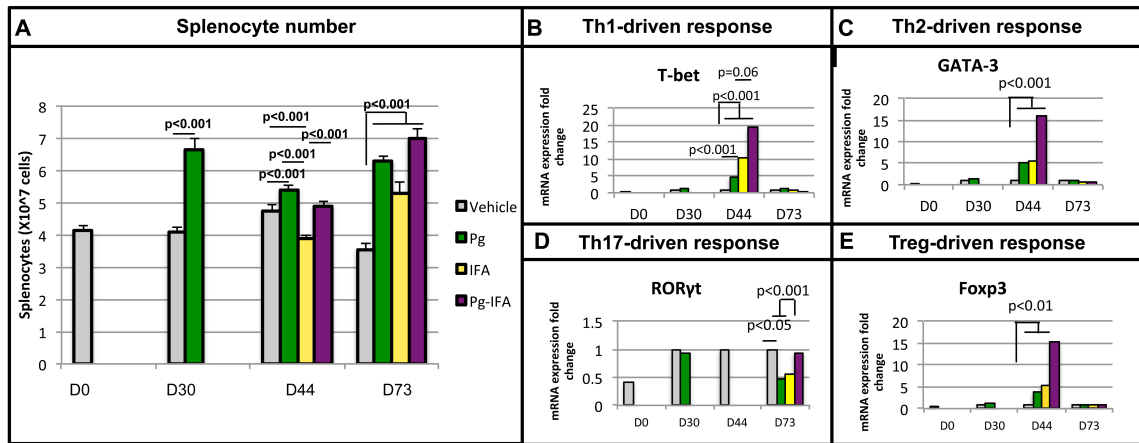 A Splenocyte number
p<0.001
p<0.001
p<0.001
p<0.001
p<0.001
p<0.001
Splenocytes (X10^7 cells)
8
7
6
5
4
3
2
1
0
D0 D30 D44 D73
Vehicle
Pg
IFA
Pg-IFA
B Th1-driven response
T-bet
p=0.06
p<0.001
p<0.001
mRNA expression fold
change
25
20
15
10
5
0
D0 D30 D44 D73
C Th2-driven response
GATA-3
p<0.001
mRNA expression fold
change
20
15
10
5
0
D0 D30 D44 D73
D Th17-driven response
RORγt
p<0.001
p<0.05
mRNA expression fold
change
1.5
1
0.5
0
D0 D30 D44 D73
E Treg-driven response
Foxp3
p<0.01
mRNA expression fold
change
20
15
10
5
0
D0 D30 D44 D73